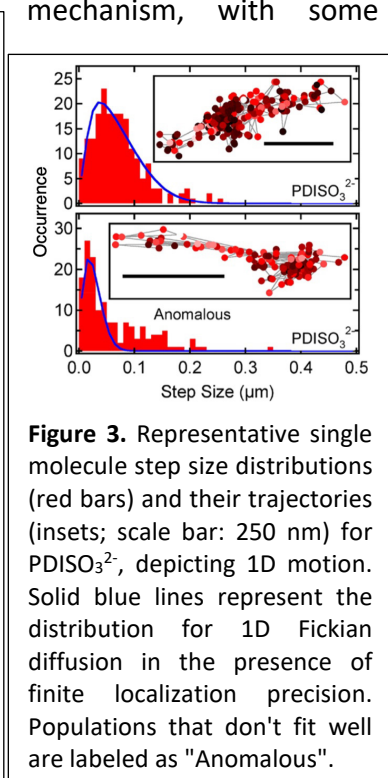 mechanism, with some
25
20
15
10
5
0
PDISO₃²⁻
Occurrence
30
20
10
0
Anomalous
PDISO₃²⁻
0.0 0.1 0.2 0.3 0.4 0.5
Step Size (µm)
Figure 3. Representative single
molecule step size distributions
(red bars) and their trajectories
(insets; scale bar: 250 nm) for
PDISO₃²⁻, depicting 1D motion.
Solid blue lines represent the
distribution for 1D Fickian
diffusion in the presence of
finite localization precision.
Populations that don't fit well
are labeled as "Anomalous".